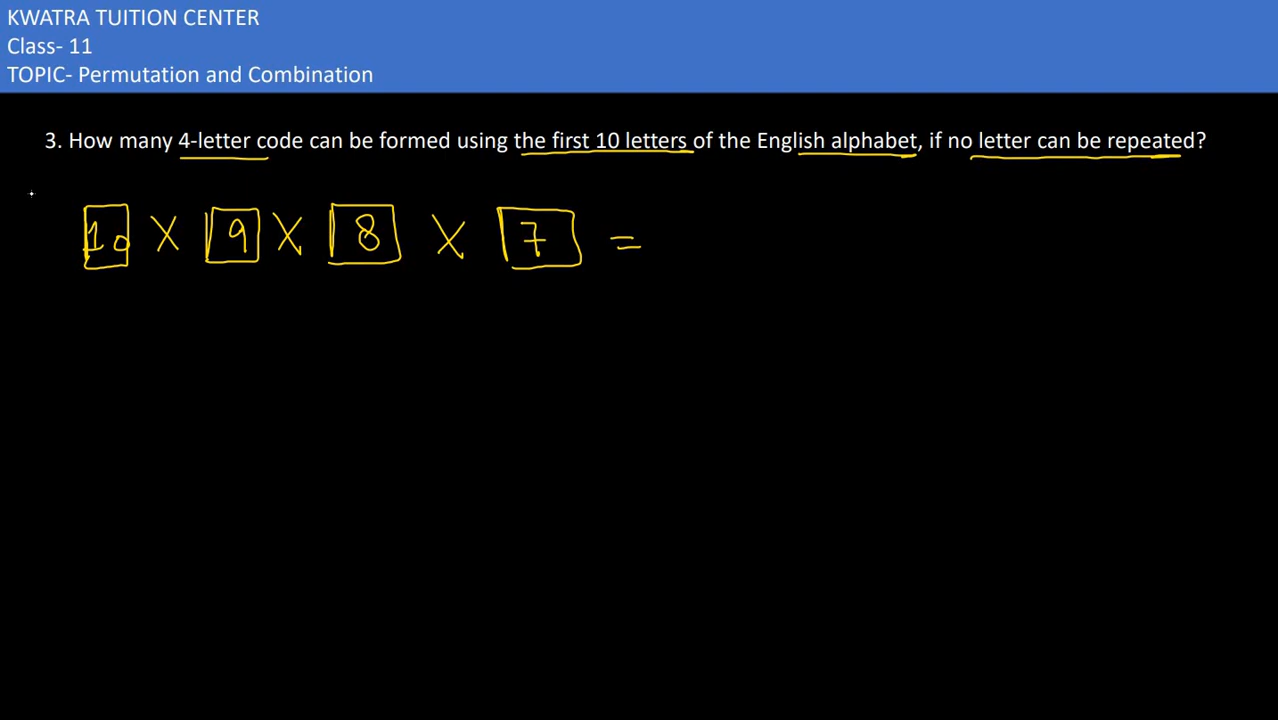 KWATRA TUITION CENTER
Class- 11
TOPIC- Permutation and Combination
3. How many 4-letter code can be formed using the first 10 letters of the English alphabet, if no letter can be repeated?
10 X 9 X 8 X 7 =